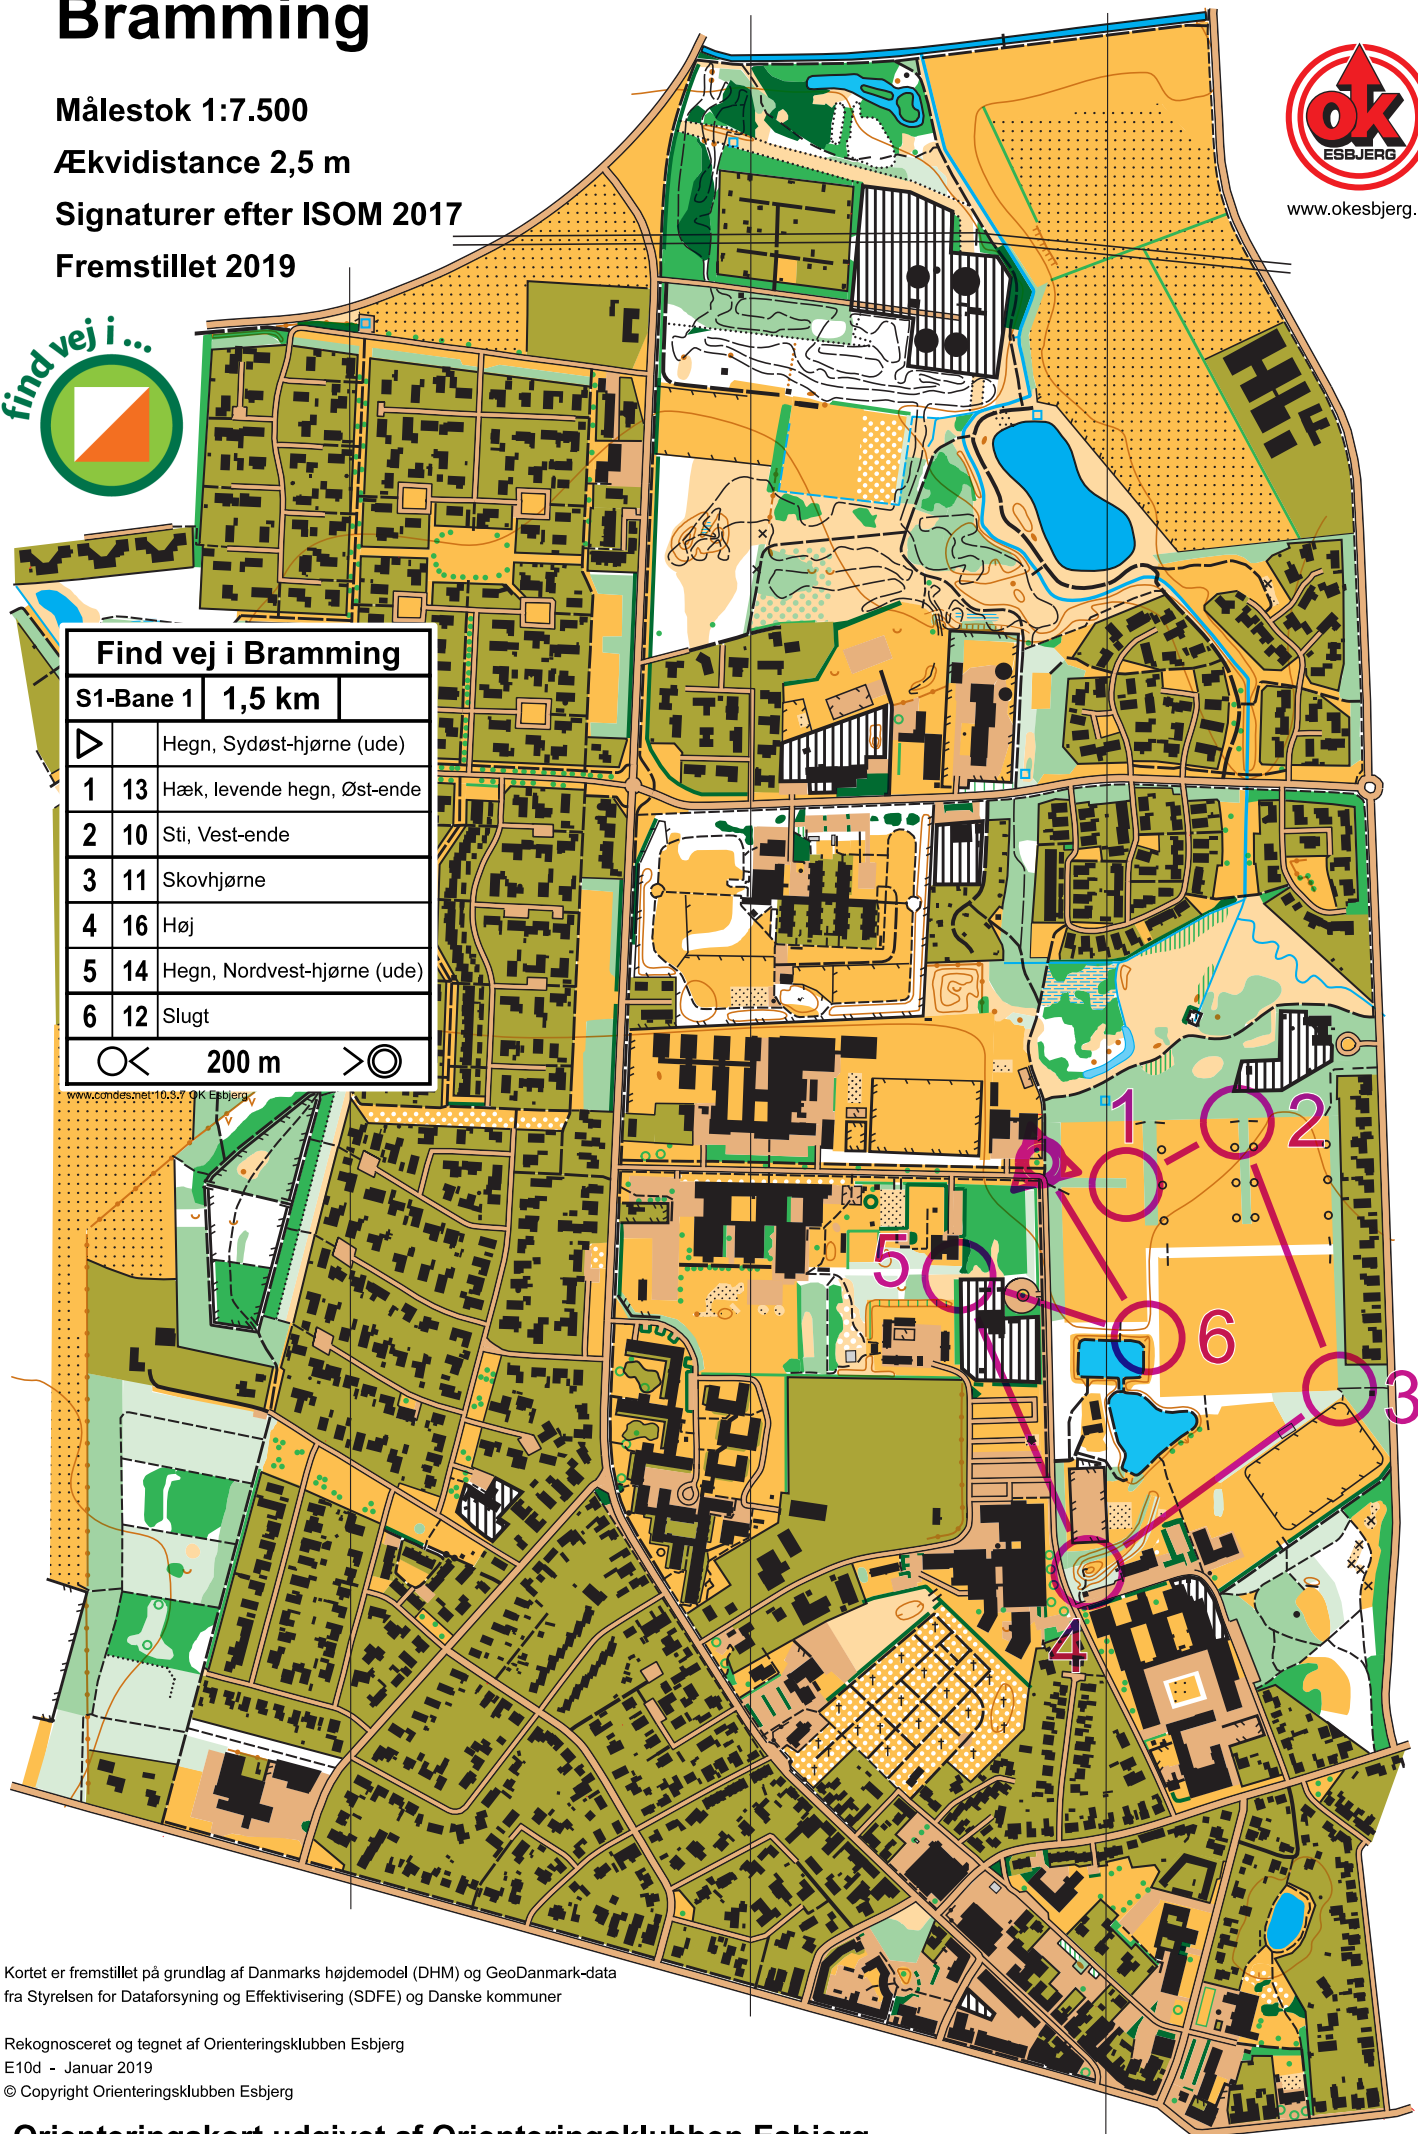 Bramming
Målestok 1:7.500
Ækvidistance 2,5 m
Signaturer efter ISOM 2017
Fremstillet 2019
ok
ESBJERG
www.okesbjerg.
find vej i ...
Find vej i Bramming
S1-Bane 1 1,5 km
Hegn, Sydøst-hjørne (ude)
1 13 Hæk, levende hegn, Øst-ende
2 10 Sti, Vest-ende
3 11 Skovhjørne
4 16 Høj
5 14 Hegn, Nordvest-hjørne (ude)
6 12 Slugt
200 m
www.condes.net 10.3.7 OK Esbjerg
1
2
5
6
3
4
Kortet er fremstillet på grundlag af Danmarks højdemodel (DHM) og GeoDanmark-data
fra Styrelsen for Dataforsyning og Effektivisering (SDFE) og Danske kommuner
Rekognosceret og tegnet af Orienteringsklubben Esbjerg
E10d - Januar 2019
© Copyright Orienteringsklubben Esbjerg
Orienteringskort udgivet af Orienteringsklubben Esbjerg